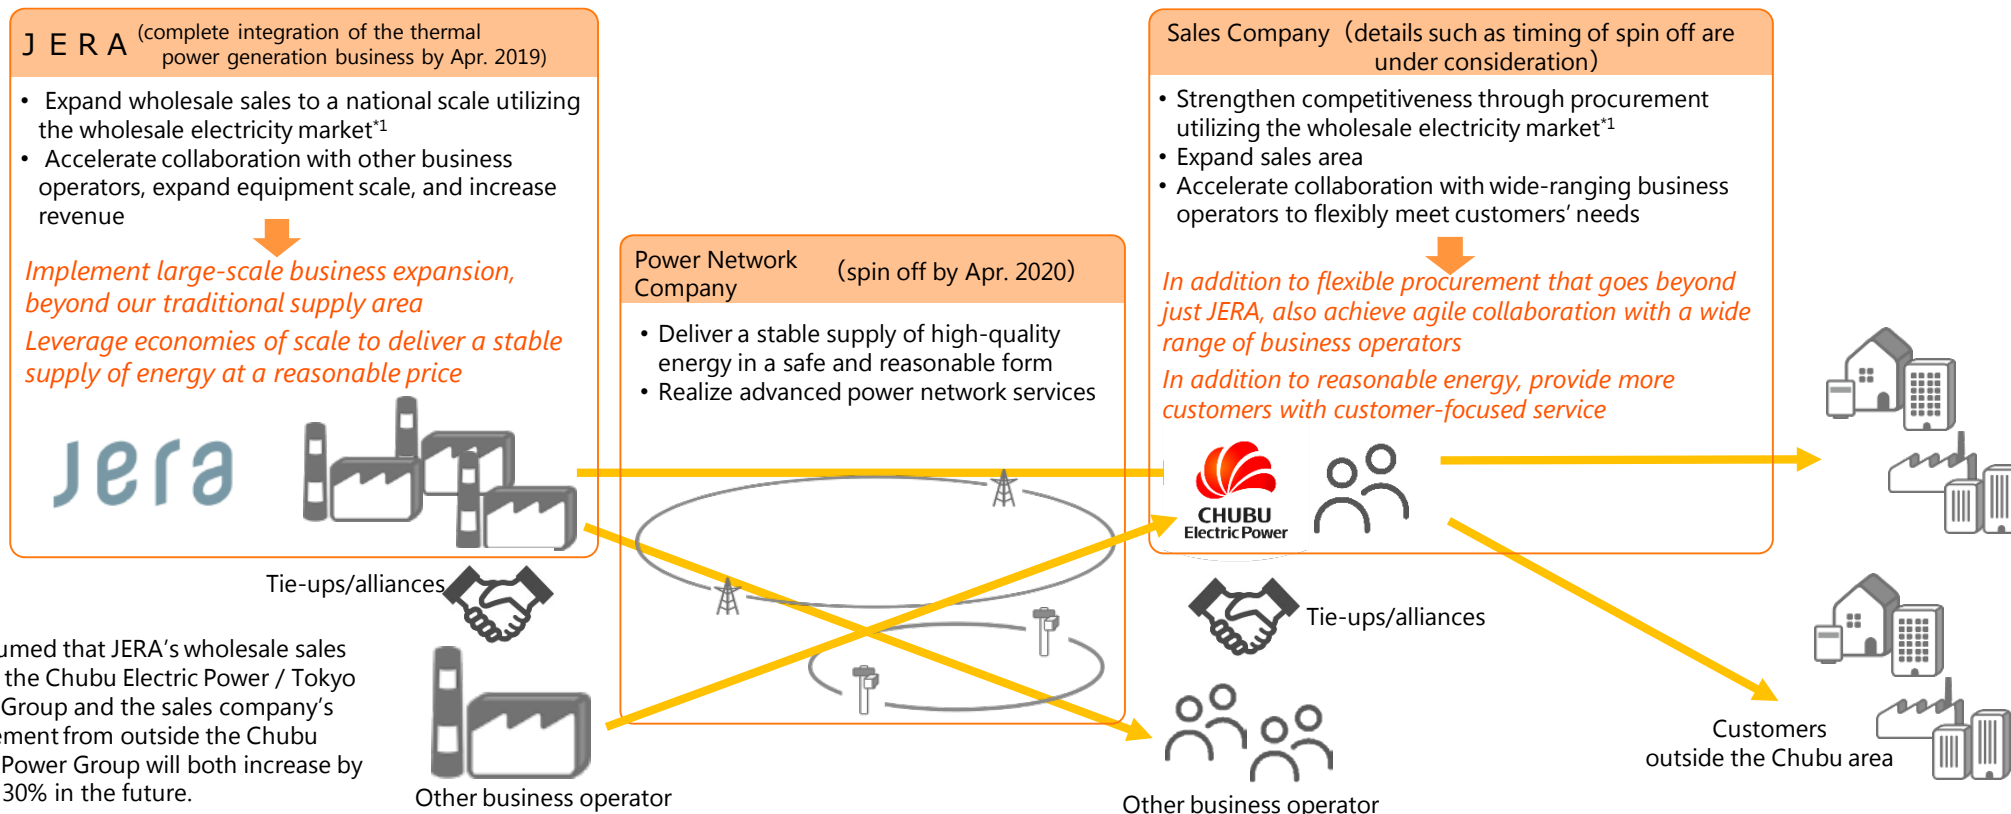 J E R A (complete integration of the thermal
power generation business by Apr. 2019)
• Expand wholesale sales to a national scale utilizing
the wholesale electricity market*1
• Accelerate collaboration with other business
operators, expand equipment scale, and increase
revenue
Implement large-scale business expansion,
beyond our traditional supply area
Leverage economies of scale to deliver a stable
supply of energy at a reasonable price
Jera
Tie-ups/alliances
Other business operator
umed that JERA's wholesale sales
the Chubu Electric Power / Tokyo
Group and the sales company's
ement from outside the Chubu
Power Group will both increase by
30% in the future.
Power Network
Company (spin off by Apr. 2020)
• Deliver a stable supply of high-quality
energy in a safe and reasonable form
• Realize advanced power network services
Sales Company (details such as timing of spin off are
under consideration)
• Strengthen competitiveness through procurement
utilizing the wholesale electricity market*1
• Expand sales area
• Accelerate collaboration with wide-ranging business
operators to flexibly meet customers' needs
In addition to flexible procurement that goes beyond
just JERA, also achieve agile collaboration with a wide
range of business operators
In addition to reasonable energy, provide more
customers with customer-focused service
CHUBU
Electric Power
Tie-ups/alliances
Other business operator
Customers
outside the Chubu area